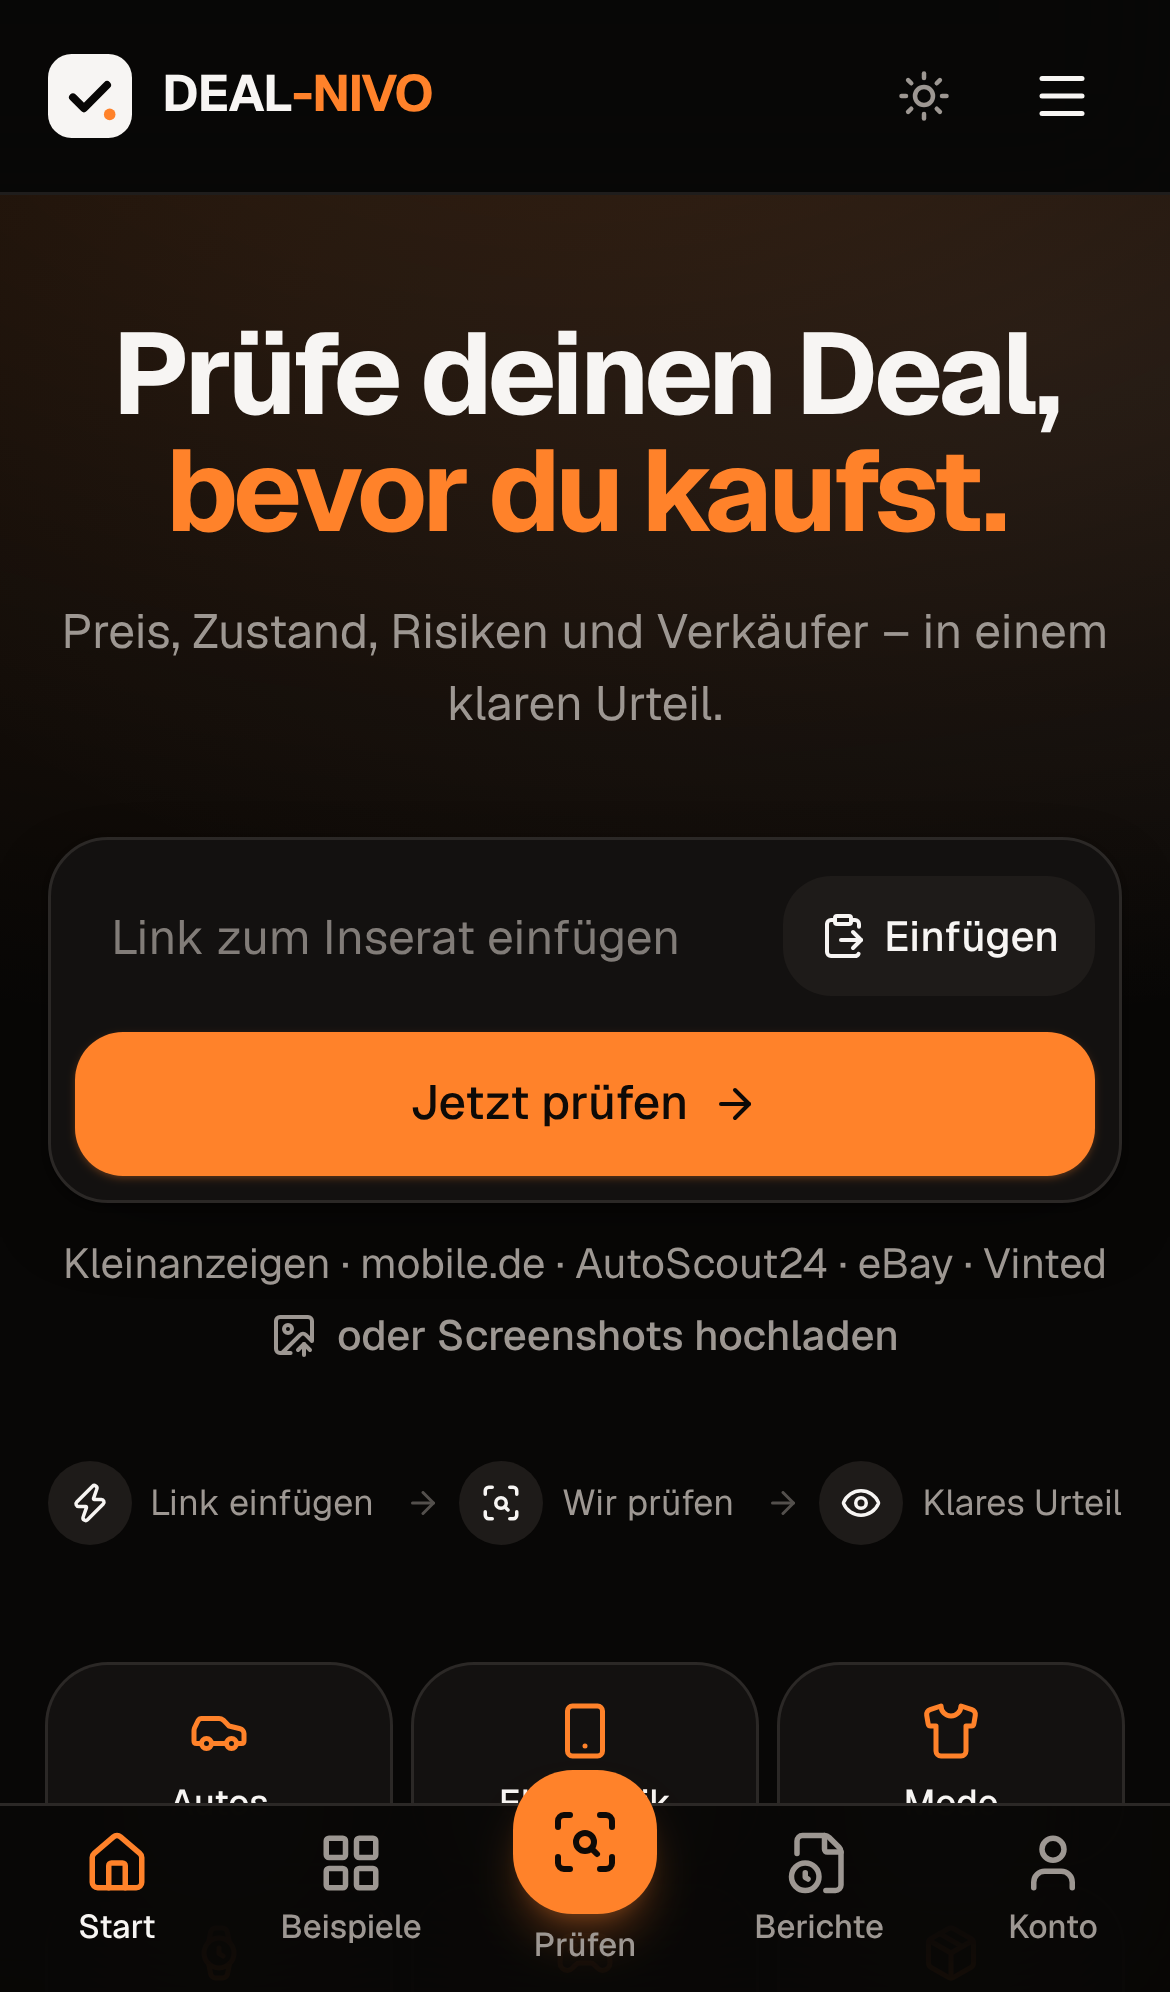 DEAL-NIVO
Prüfe deinen Deal,
bevor du kaufst.
Preis, Zustand, Risiken und Verkäufer – in einem
klaren Urteil.
Link zum Inserat einfügen
Einfügen
Jetzt prüfen →
Kleinanzeigen · mobile.de · AutoScout24 · eBay · Vinted
oder Screenshots hochladen
Link einfügen → Wir prüfen → Klares Urteil
Autos Mode
Start Beispiele Prüfen Berichte Konto